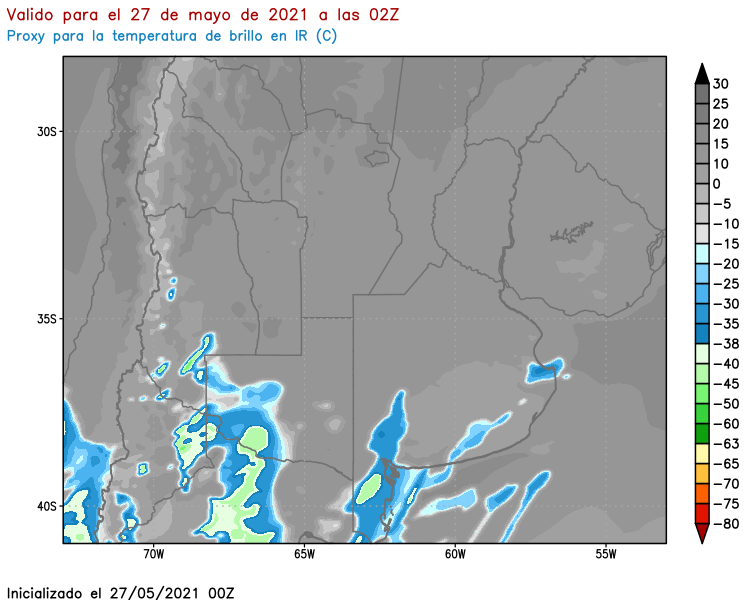 Valido para el 27 de mayo de 2021 a las 02Z
Proxy para la temperatura de brillo en IR (C)
30S
35S
40S
70W
65W
60W
55W
30
25
20
15
10
0
−5
−10
−15
−20
−25
−30
−35
−38
−40
−45
−50
−60
−63
−65
−70
−75
−80
Inicializado el 27/05/2021 00Z